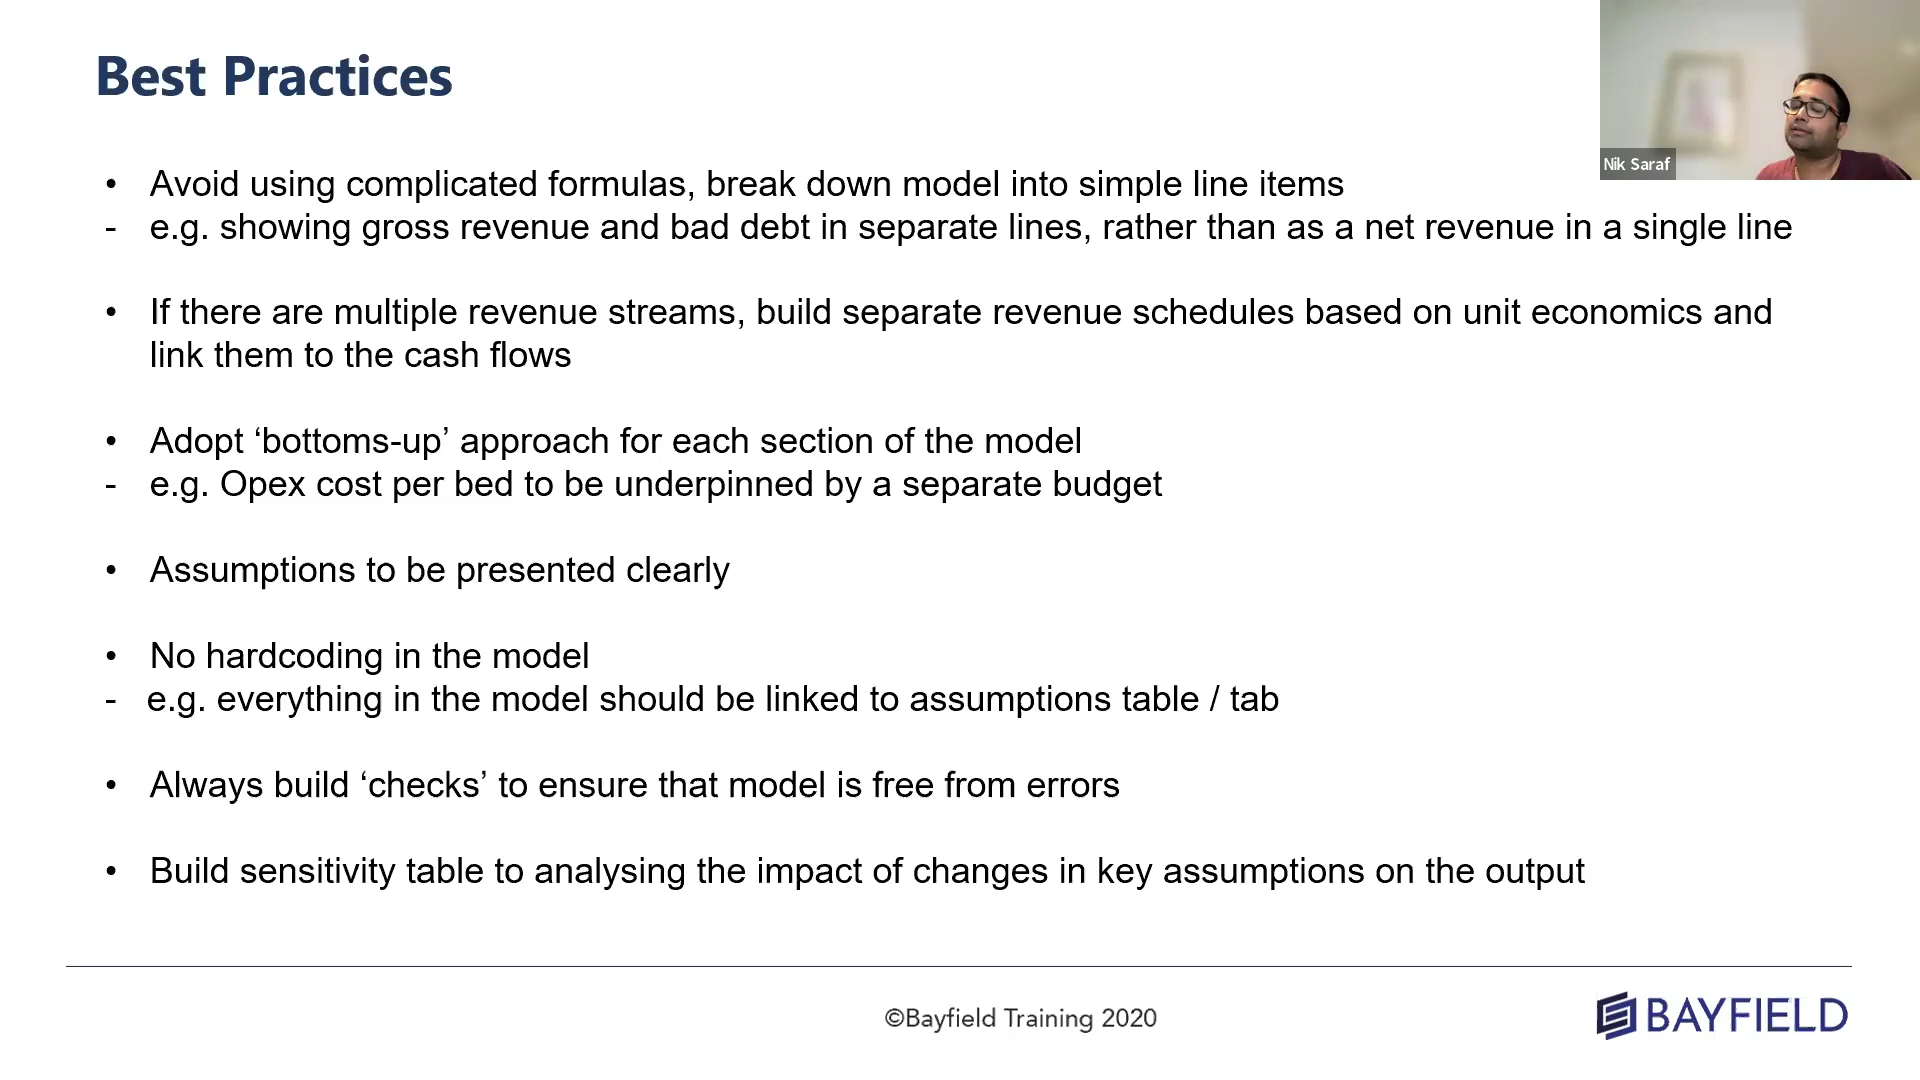 Best Practices
Nik Saraf
• Avoid using complicated formulas, break down model into simple line items
- e.g. showing gross revenue and bad debt in separate lines, rather than as a net revenue in a single line
• If there are multiple revenue streams, build separate revenue schedules based on unit economics and
link them to the cash flows
• Adopt ‘bottoms-up’ approach for each section of the model
- e.g. Opex cost per bed to be underpinned by a separate budget
• Assumptions to be presented clearly
• No hardcoding in the model
- e.g. everything in the model should be linked to assumptions table / tab
• Always build ‘checks’ to ensure that model is free from errors
• Build sensitivity table to analysing the impact of changes in key assumptions on the output
©Bayfield Training 2020
BAYFIELD